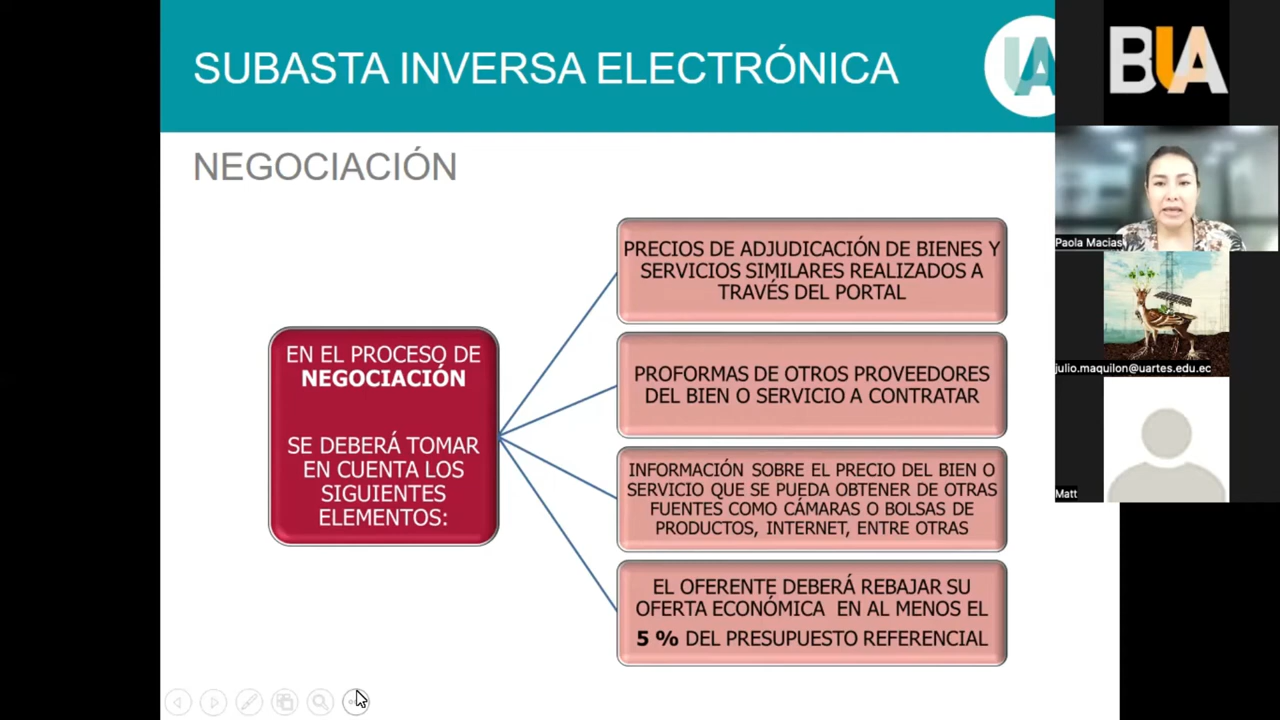 SUBASTA INVERSA ELECTRÓNICA
UA
BUA
NEGOCIACIÓN
Paola Macias
PRECIOS DE ADJUDICACIÓN DE BIENES Y
SERVICIOS SIMILARES REALIZADOS A
TRAVÉS DEL PORTAL
EN EL PROCESO DE
NEGOCIACIÓN
SE DEBERÁ TOMAR
EN CUENTA LOS
SIGUIENTES
ELEMENTOS:
PROFORMAS DE OTROS PROVEEDORES
DEL BIEN O SERVICIO A CONTRATAR
julio.maquilon@uartes.edu.ec
INFORMACIÓN SOBRE EL PRECIO DEL BIEN O
SERVICIO QUE SE PUEDA OBTENER DE OTRAS
FUENTES COMO CÁMARAS O BOLSAS DE
PRODUCTOS, INTERNET, ENTRE OTRAS
Matt
EL OFERENTE DEBERÁ REBAJAR SU
OFERTA ECONÓMICA EN AL MENOS EL
5 % DEL PRESUPUESTO REFERENCIAL